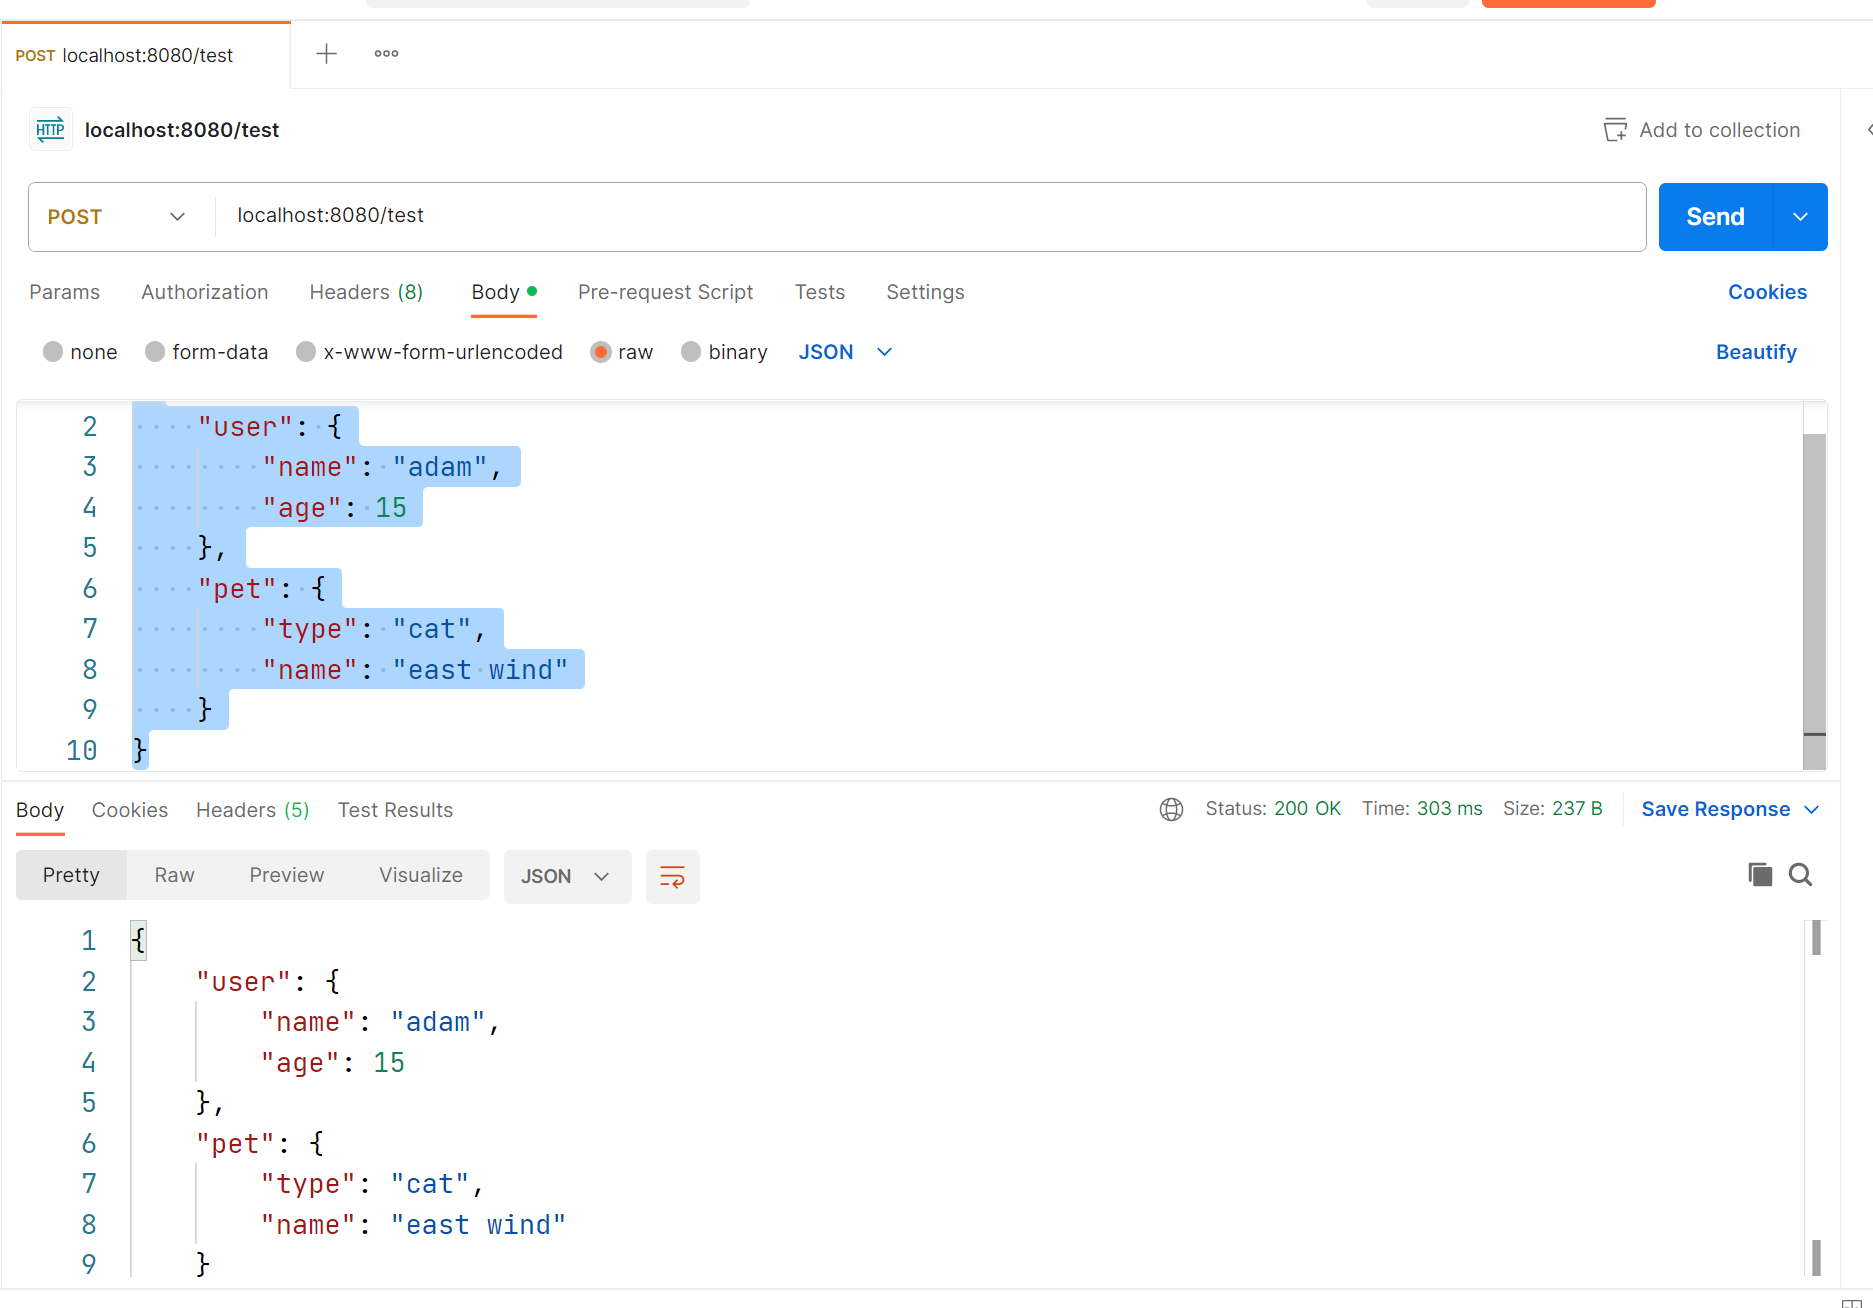 POST localhost:8080/test
HTTP localhost:8080/test
Add to collection
POST localhost:8080/test Send
Params Authorization Headers (8) Body Pre-request Script Tests Settings Cookies
none form-data x-www-form-urlencoded raw binary JSON Beautify
2 "user": {
3 "name": "adam",
4 "age": 15
5 },
6 "pet": {
7 "type": "cat",
8 "name": "east wind"
9 }
10 }
Body Cookies Headers (5) Test Results Status: 200 OK Time: 303 ms Size: 237 B Save Response
Pretty Raw Preview Visualize JSON
1 {
2 "user": {
3 "name": "adam",
4 "age": 15
5 },
6 "pet": {
7 "type": "cat",
8 "name": "east wind"
9 }